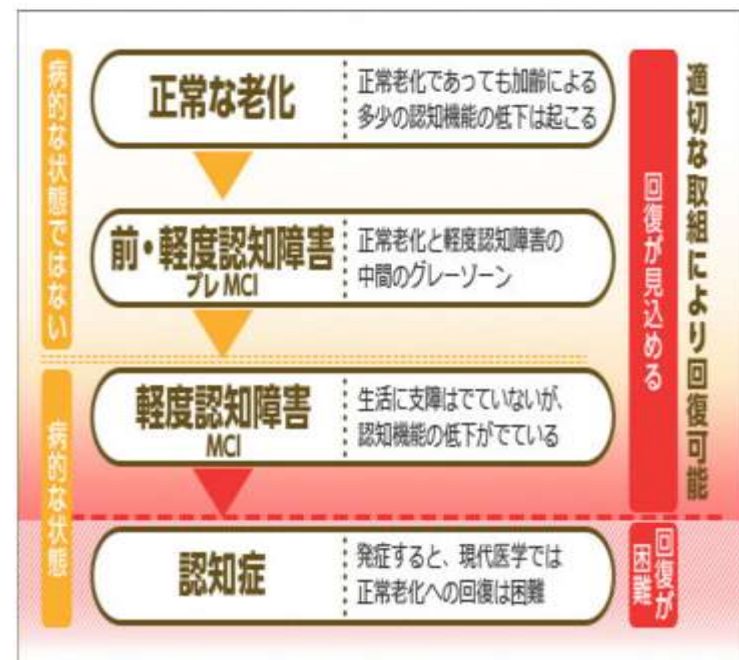 病的な状態ではない
正常な老化
正常老化であっても加齢による
多少の認知機能の低下は起こる
前・軽度認知障害
プレMCI
正常老化と軽度認知障害の
中間のグレーゾーン
病的な状態
軽度認知障害
MCI
生活に支障はでていないが、
認知機能の低下がでている
認知症
発症すると、現代医学では
正常老化への回復は困難
適切な取組により回復可能
回復が見込める
回復が
困難